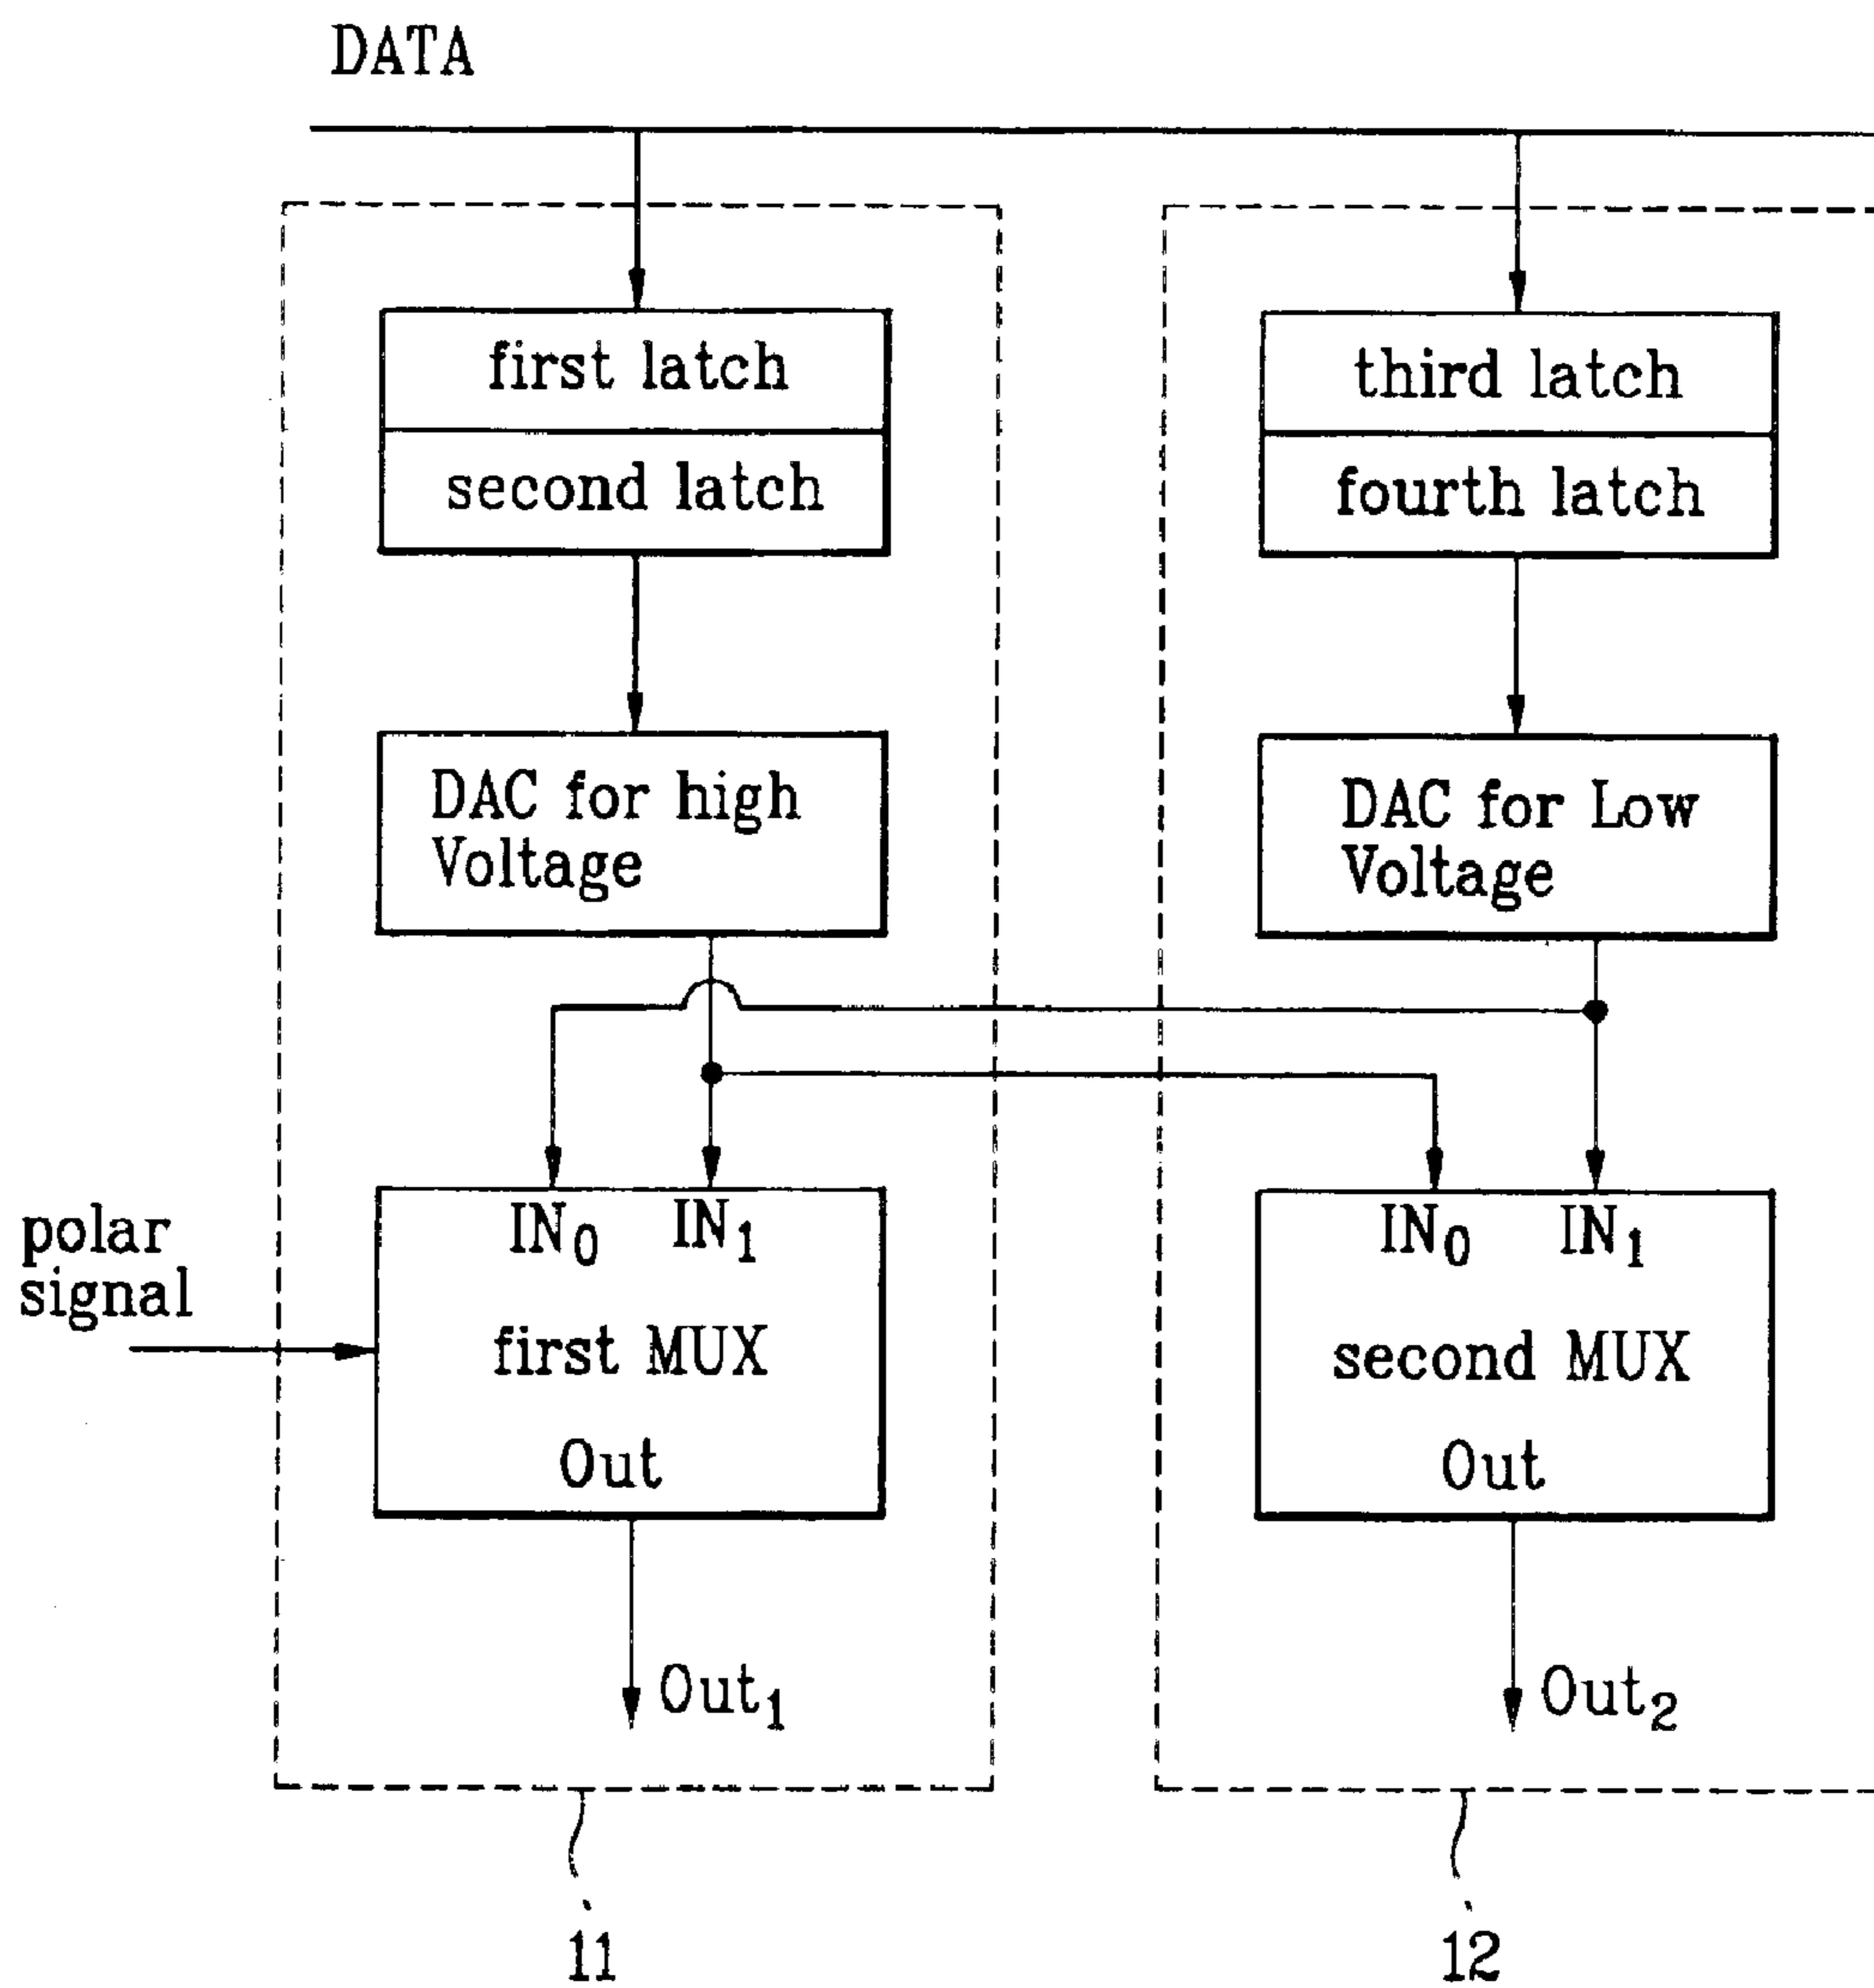 DATA
first latch
second latch
third latch
fourth latch
DAC for high
Voltage
DAC for Low
Voltage
polar
signal
IN₀ IN₁
first MUX
Out
IN₀ IN₁
second MUX
Out
Out₁
Out₂
11
12